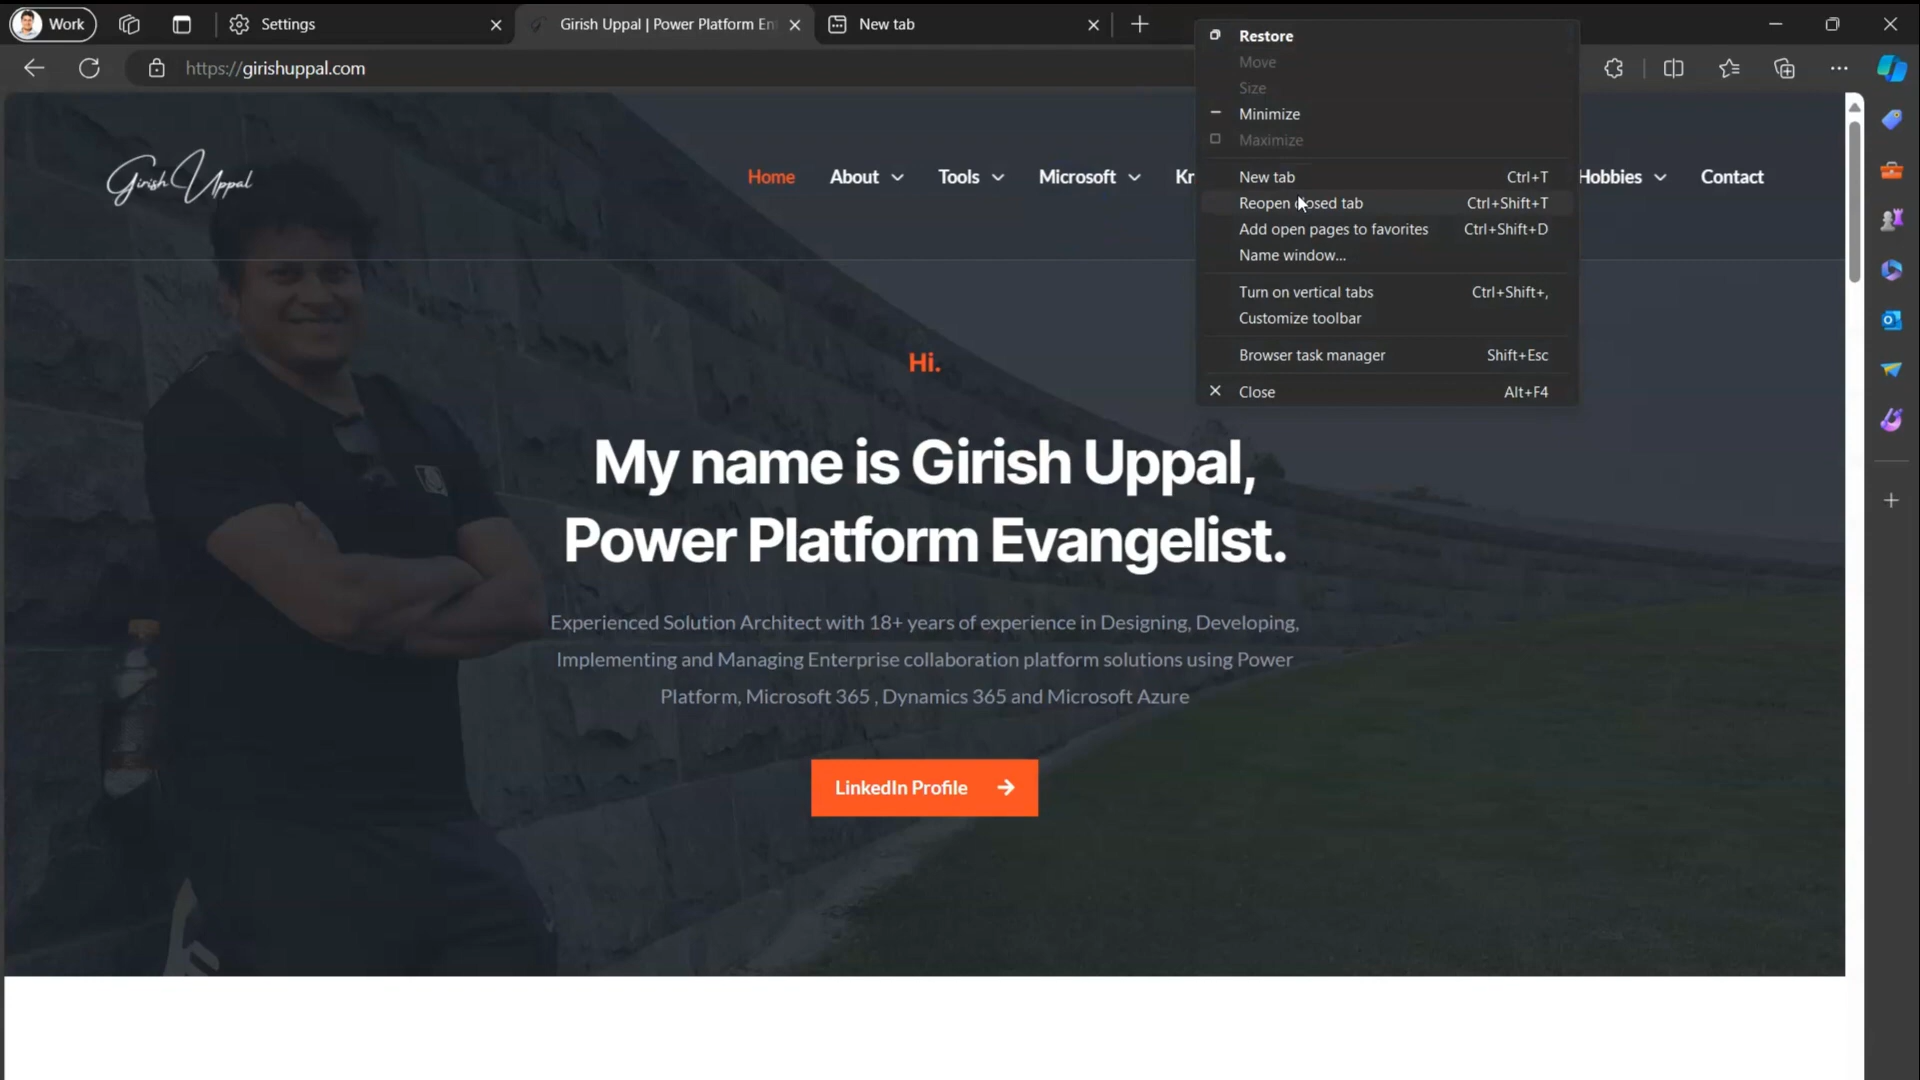 Work
Settings
Girish Uppal | Power Platform En
New tab
https://girishuppal.com
Girish Uppal
Home
About
Tools
Microsoft
Kr
Hobbies
Contact
Restore
Move
Size
Minimize
Maximize
New tab Ctrl+T
Reopen closed tab Ctrl+Shift+T
Add open pages to favorites Ctrl+Shift+D
Name window...
Turn on vertical tabs Ctrl+Shift+,
Customize toolbar
Browser task manager Shift+Esc
Close Alt+F4
Hi.
My name is Girish Uppal,
Power Platform Evangelist.
Experienced Solution Architect with 18+ years of experience in Designing, Developing,
Implementing and Managing Enterprise collaboration platform solutions using Power
Platform, Microsoft 365 , Dynamics 365 and Microsoft Azure
LinkedIn Profile